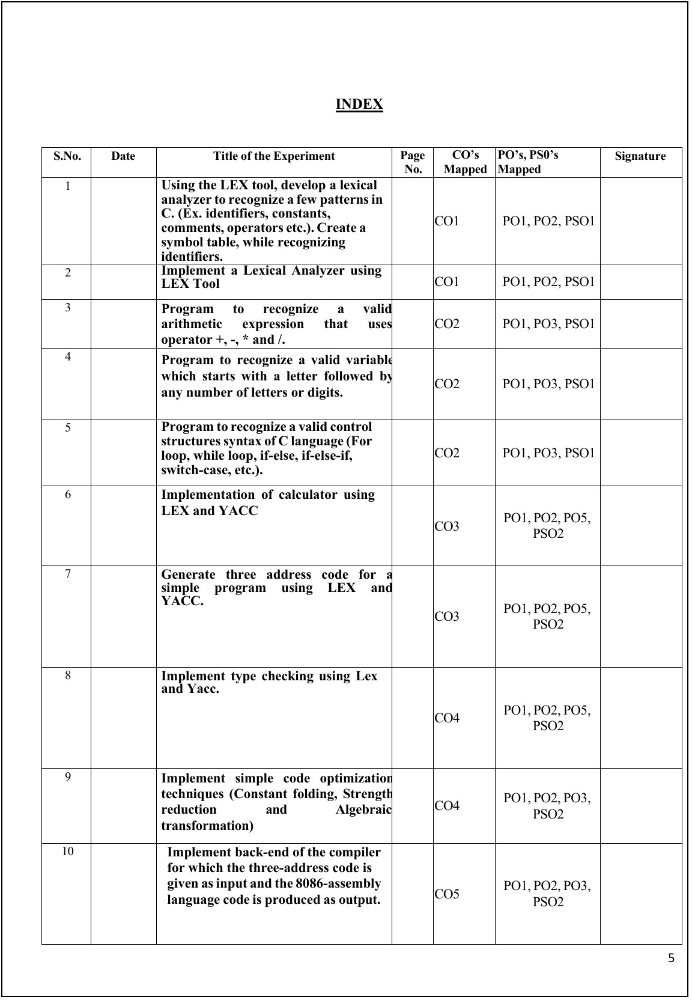 INDEX
S.No. Date Title of the Experiment Page No. CO’s Mapped PO’s, PS0’s Mapped Signature
1
Using the LEX tool, develop a lexical
analyzer to recognize a few patterns in
C. (Ex. identifiers, constants,
comments, operators etc.). Create a
symbol table, while recognizing
identifiers.
CO1
PO1, PO2, PSO1
2
Implement a Lexical Analyzer using
LEX Tool
CO1
PO1, PO2, PSO1
3
Program to recognize a valid
arithmetic expression that uses
operator +, -, * and /.
CO2
PO1, PO3, PSO1
4
Program to recognize a valid variable
which starts with a letter followed by
any number of letters or digits.
CO2
PO1, PO3, PSO1
5
Program to recognize a valid control
structures syntax of C language (For
loop, while loop, if-else, if-else-if,
switch-case, etc.).
CO2
PO1, PO3, PSO1
6
Implementation of calculator using
LEX and YACC
CO3
PO1, PO2, PO5,
PSO2
7
Generate three address code for a
simple program using LEX and
YACC.
CO3
PO1, PO2, PO5,
PSO2
8
Implement type checking using Lex
and Yacc.
CO4
PO1, PO2, PO5,
PSO2
9
Implement simple code optimization
techniques (Constant folding, Strength
reduction and Algebraic
transformation)
CO4
PO1, PO2, PO3,
PSO2
10
Implement back-end of the compiler
for which the three-address code is
given as input and the 8086-assembly
language code is produced as output.
CO5
PO1, PO2, PO3,
PSO2
5